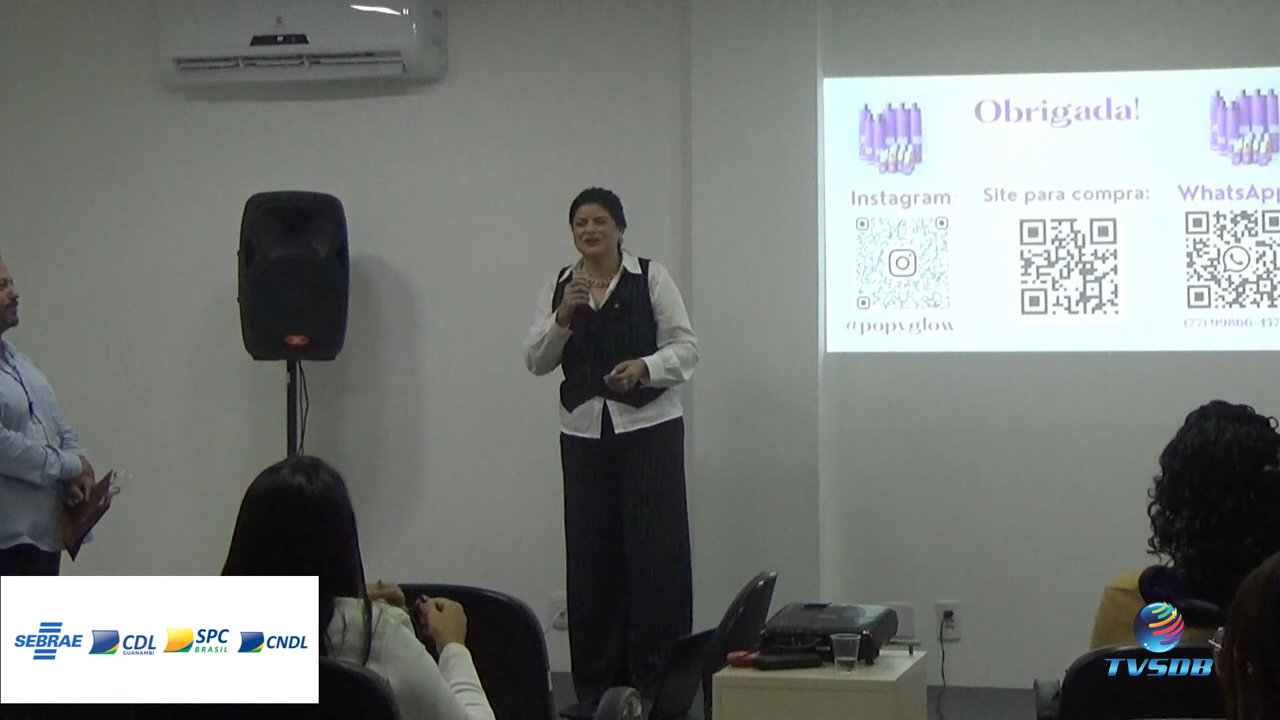 Obrigada!
Instagram:
Site para compra:
WhatsApp
@popvglow
SEBRAE
CDL
GUANAMBI
SPC
BRASIL
CNDL
TVSDB